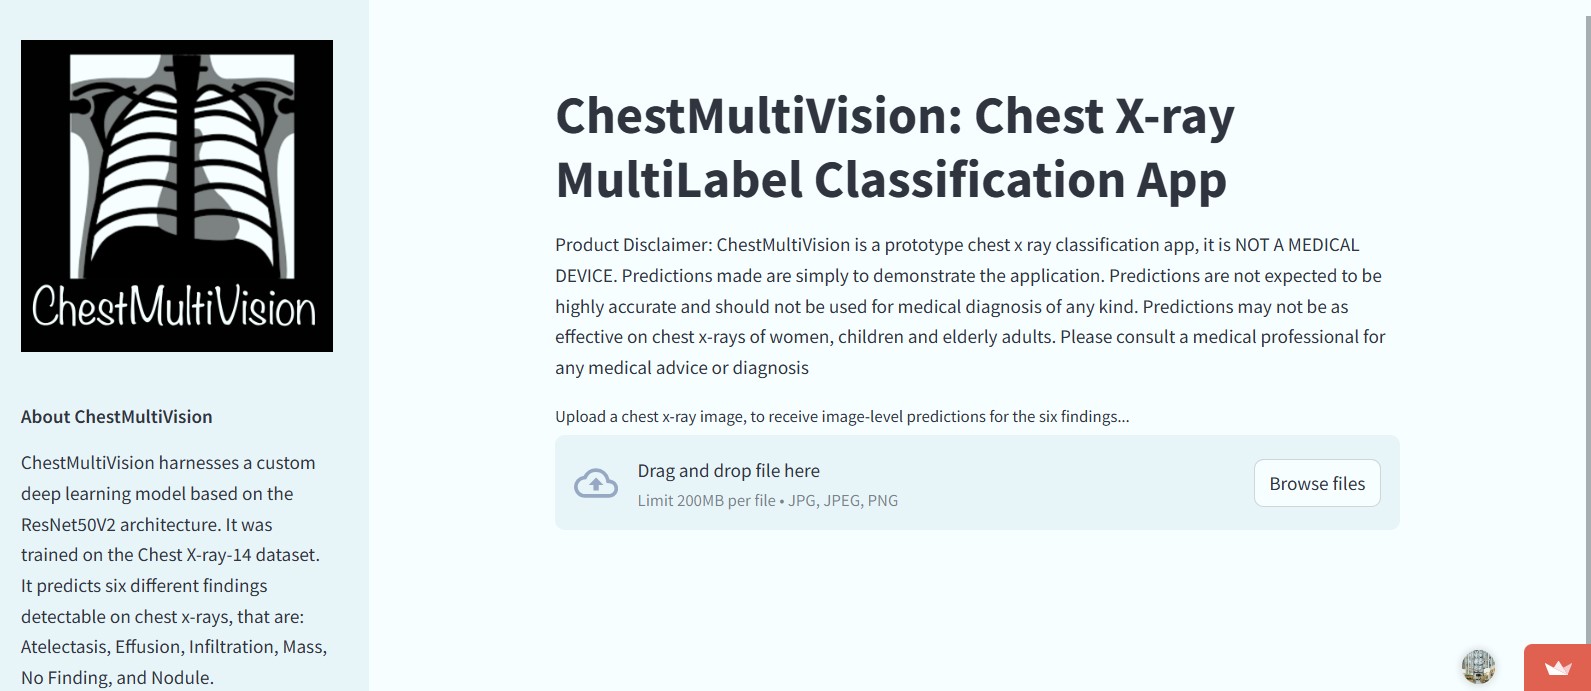 ChestMultiVision
About ChestMultiVision
ChestMultiVision harnesses a custom
deep learning model based on the
ResNet50V2 architecture. It was
trained on the Chest X-ray-14 dataset.
It predicts six different findings
detectable on chest x-rays, that are:
Atelectasis, Effusion, Infiltration, Mass,
No Finding, and Nodule.
ChestMultiVision: Chest X-ray
MultiLabel Classification App
Product Disclaimer: ChestMultiVision is a prototype chest x ray classification app, it is NOT A MEDICAL
DEVICE. Predictions made are simply to demonstrate the application. Predictions are not expected to be
highly accurate and should not be used for medical diagnosis of any kind. Predictions may not be as
effective on chest x-rays of women, children and elderly adults. Please consult a medical professional for
any medical advice or diagnosis
Upload a chest x-ray image, to receive image-level predictions for the six findings...
Drag and drop file here
Limit 200MB per file • JPG, JPEG, PNG
Browse files